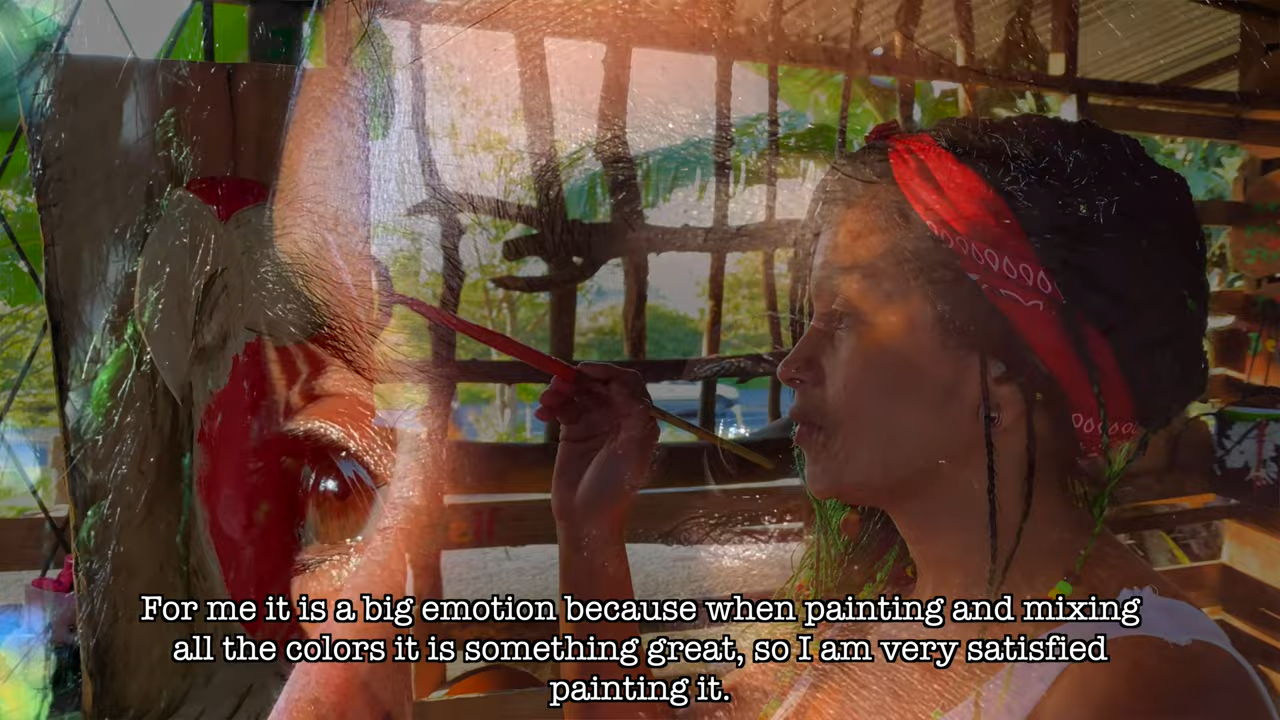 For me it is a big emotion because when painting and mixing
all the colors it is something great, so I am very satisfied
painting it.